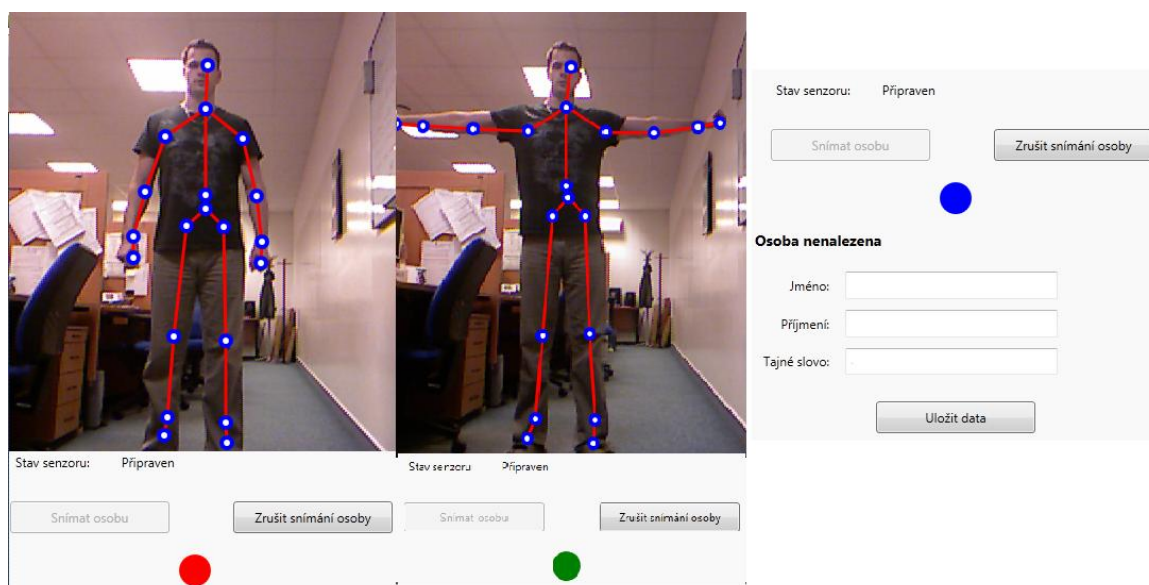 Stav senzoru: Připraven
Snímat osobu Zrušit snímání osoby
Stav senzoru Připraven
Snímat osobu Zrušit snímání osoby
Stav senzoru: Připraven
Snímat osobu Zrušit snímání osoby
Osoba nenalezena
Jméno:
Příjmení:
Tajné slovo:
Uložit data